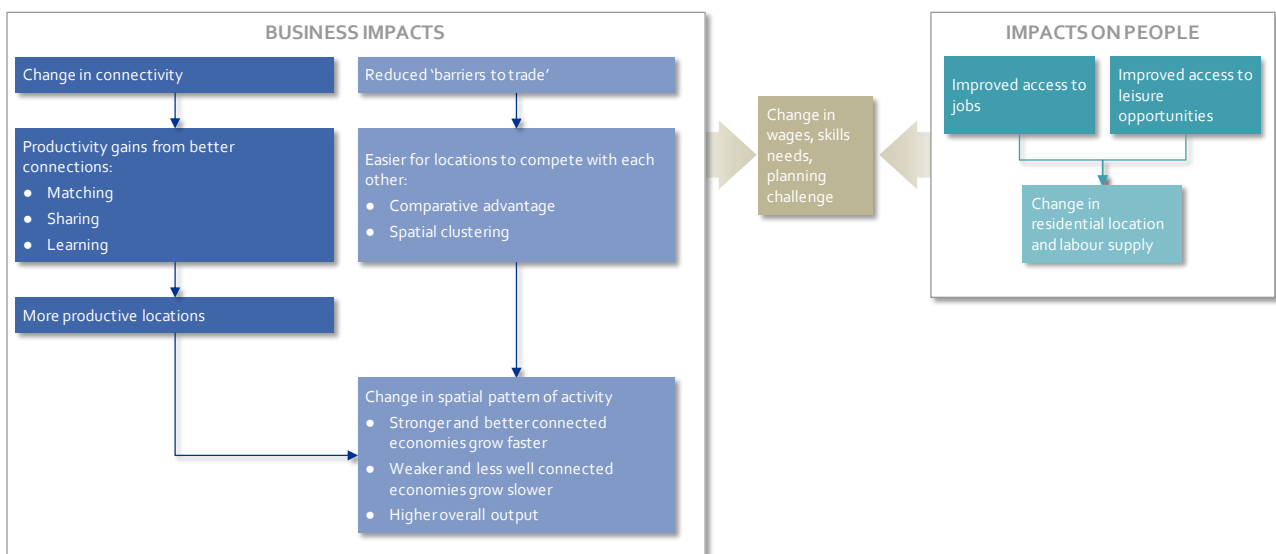 BUSINESS IMPACTS
Change in connectivity
Productivity gains from better
connections:
● Matching
● Sharing
● Learning
More productive locations
Reduced ‘barriers to trade’
Easier for locations to compete with each
other:
● Comparative advantage
● Spatial clustering
Change in spatial pattern of activity
● Stronger and better connected
economies grow faster
● Weaker and less well connected
economies grow slower
● Higher overall output
Change in
wages, skills
needs,
planning
challenge
IMPACTS ON PEOPLE
Improved access to
jobs
Improved access to
leisure
opportunities
Change in
residential location
and labour supply